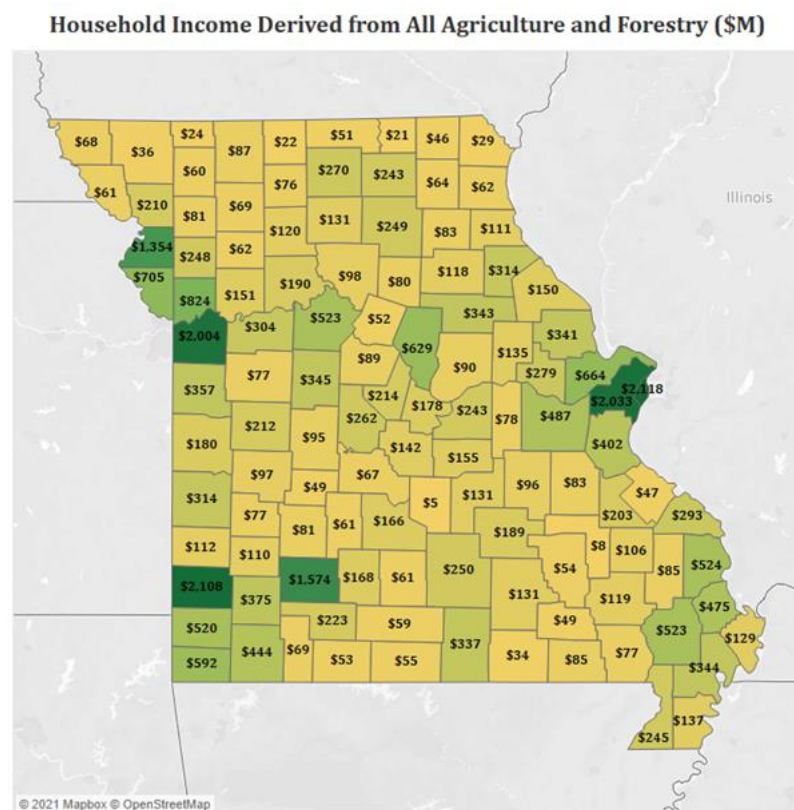 Household Income Derived from All Agriculture and Forestry ($M)
$68 $36 $24 $87 $22 $51 $21 $46 $29
$61 $210 $60 $76 $270 $243 $64 $62
$81 $69 $120 $131 $249 $83 $111
Illinois
$1,354 $248 $62 $190 $98 $80 $118 $314 $150
$705 $824 $151 $523 $52 $343
$2,004 $304 $89 $629 $90 $135 $341
$357 $77 $345 $214 $178 $243 $279 $664 $2,118
$2,033
$180 $212 $95 $262 $142 $155 $78 $487 $402
$314 $97 $49 $67 $131 $96 $83 $47
$77 $81 $61 $166 $5 $189 $203 $293
$112 $110 $8 $106
$2,108 $375 $1,574 $168 $61 $250 $54 $85 $524
$520 $223 $59 $131 $119 $475
$592 $444 $69 $53 $55 $337 $34 $49 $85 $77 $523 $129
$344
$245 $137
© 2021 Mapbox © OpenStreetMap